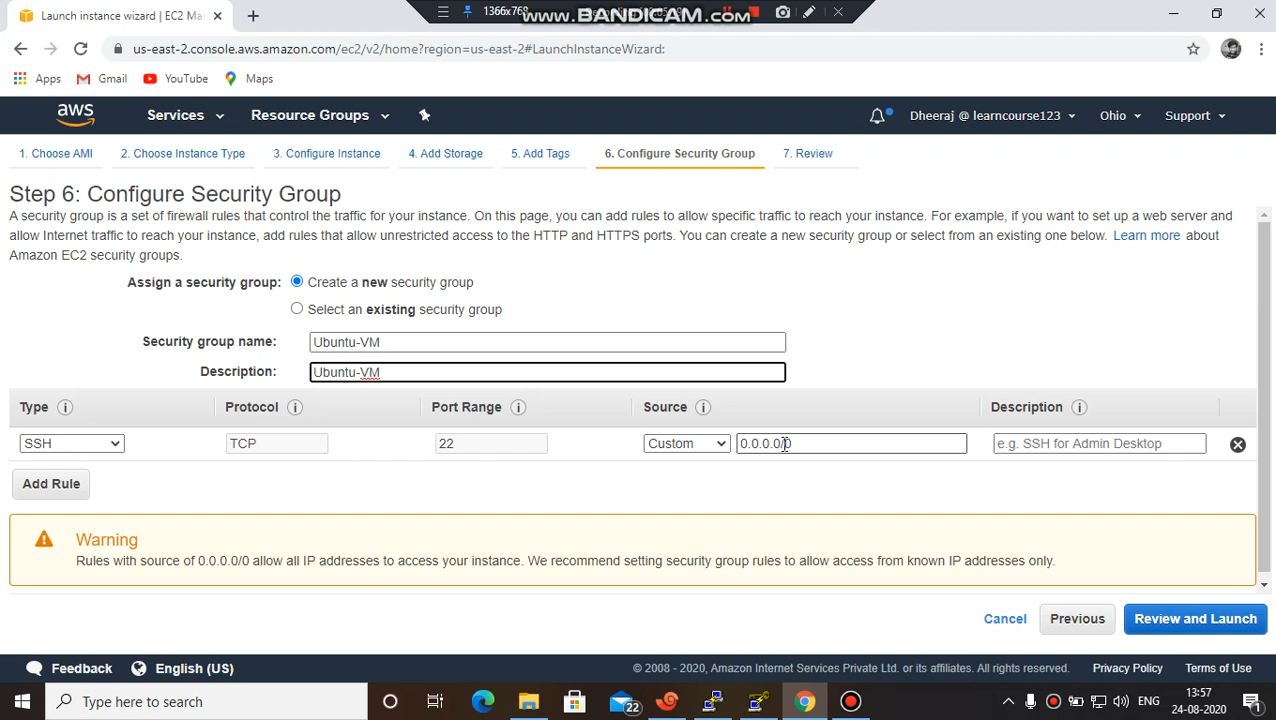 Launch instance wizard | EC2 Ma
1366x768
www.BANDICAM.com
us-east-2.console.aws.amazon.com/ec2/v2/home?region=us-east-2#LaunchInstanceWizard:
Apps Gmail YouTube Maps
aws Services Resource Groups Dheeraj @ learncourse123 Ohio Support
1. Choose AMI 2. Choose Instance Type 3. Configure Instance 4. Add Storage 5. Add Tags 6. Configure Security Group 7. Review
Step 6: Configure Security Group
A security group is a set of firewall rules that control the traffic for your instance. On this page, you can add rules to allow specific traffic to reach your instance. For example, if you want to set up a web server and
allow Internet traffic to reach your instance, add rules that allow unrestricted access to the HTTP and HTTPS ports. You can create a new security group or select from an existing one below. Learn more about
Amazon EC2 security groups.
Assign a security group: Create a new security group
Select an existing security group
Security group name: Ubuntu-VM
Description: Ubuntu-VM
Type Protocol Port Range Source Description
SSH TCP 22 Custom 0.0.0.0/0 e.g. SSH for Admin Desktop
Add Rule
Warning
Rules with source of 0.0.0.0/0 allow all IP addresses to access your instance. We recommend setting security group rules to allow access from known IP addresses only.
Cancel Previous Review and Launch
Feedback English (US) © 2008 - 2020, Amazon Internet Services Private Ltd. or its affiliates. All rights reserved. Privacy Policy Terms of Use
Type here to search 22 ENG 13:57
24-08-2020 1